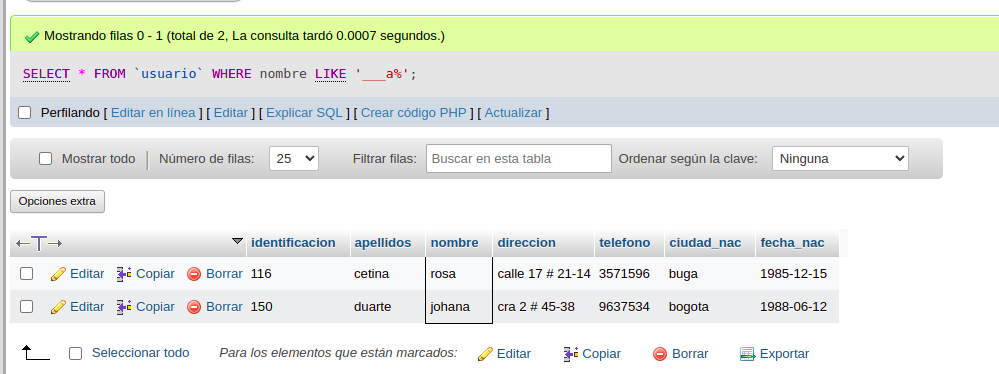 Mostrando filas 0 - 1 (total de 2, La consulta tardó 0.0007 segundos.)
SELECT * FROM `usuario` WHERE nombre LIKE '___a%';
Perfilando [ Editar en línea ] [ Editar ] [ Explicar SQL ] [ Crear código PHP ] [ Actualizar ]
Mostrar todo Número de filas: 25 Filtrar filas: Buscar en esta tabla Ordenar según la clave: Ninguna
Opciones extra
identificacion apellidos nombre direccion telefono ciudad_nac fecha_nac
Editar Copiar Borrar 116 cetina rosa calle 17 # 21-14 3571596 buga 1985-12-15
Editar Copiar Borrar 150 duarte johana cra 2 # 45-38 9637534 bogota 1988-06-12
Seleccionar todo Para los elementos que están marcados: Editar Copiar Borrar Exportar